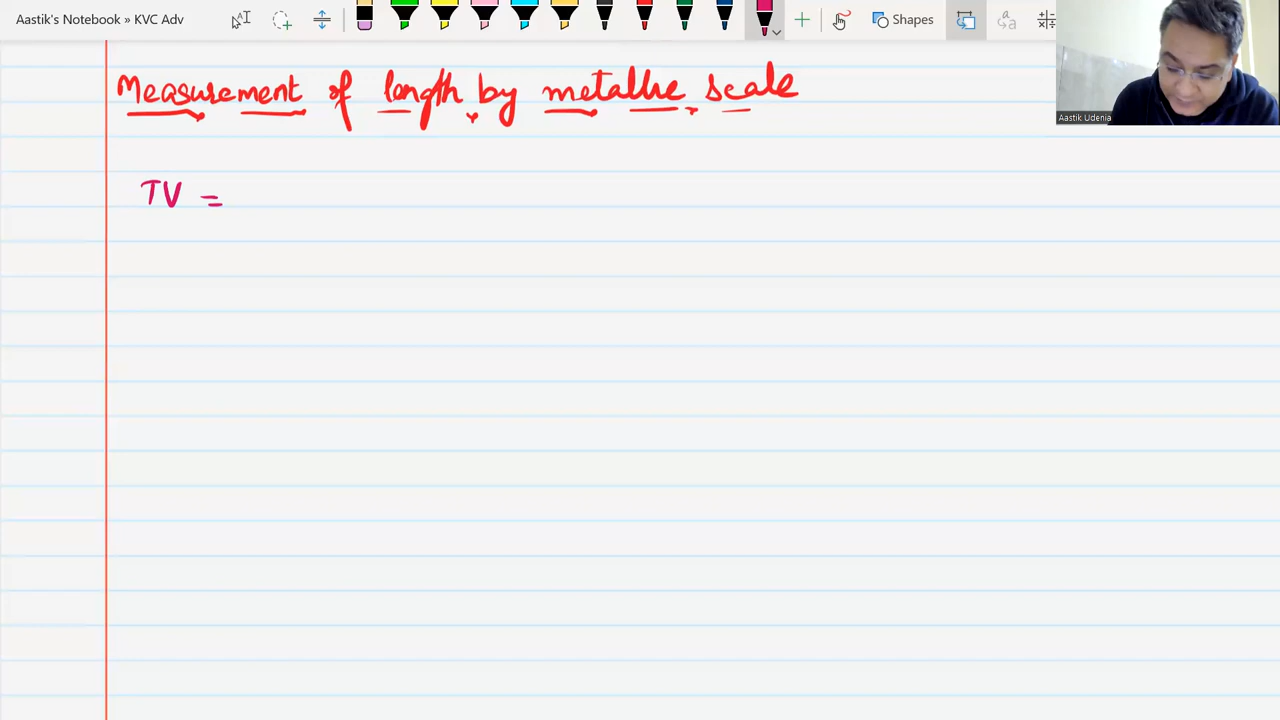 Aastik's Notebook » KVC Adv
Shapes
Aastik Udenia
Measurement of length by metallic scale
TV =